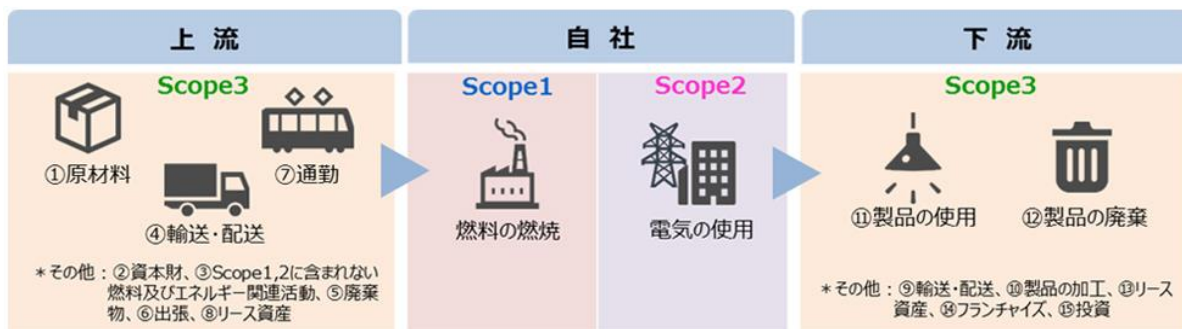 上 流
Scope3
①原材料
⑦通勤
④輸送・配送
*その他：②資本財、③Scope1,2に含まれない
燃料及びエネルギー関連活動、⑤廃棄
物、⑥出張、⑧リース資産
自 社
Scope1
燃料の燃焼
Scope2
電気の使用
下 流
Scope3
⑪製品の使用
⑫製品の廃棄
*その他：⑨輸送・配送、⑩製品の加工、⑬リース
資産、⑭フランチャイズ、⑮投資